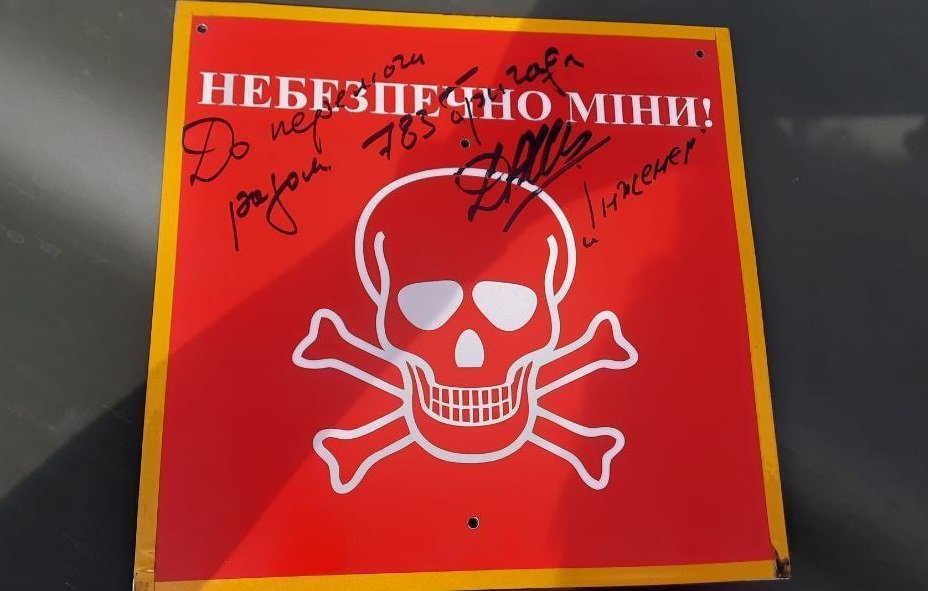 НЕБЕЗПЕЧНО МІНИ!
До перемоги
разом. 783 бригада
Інженер